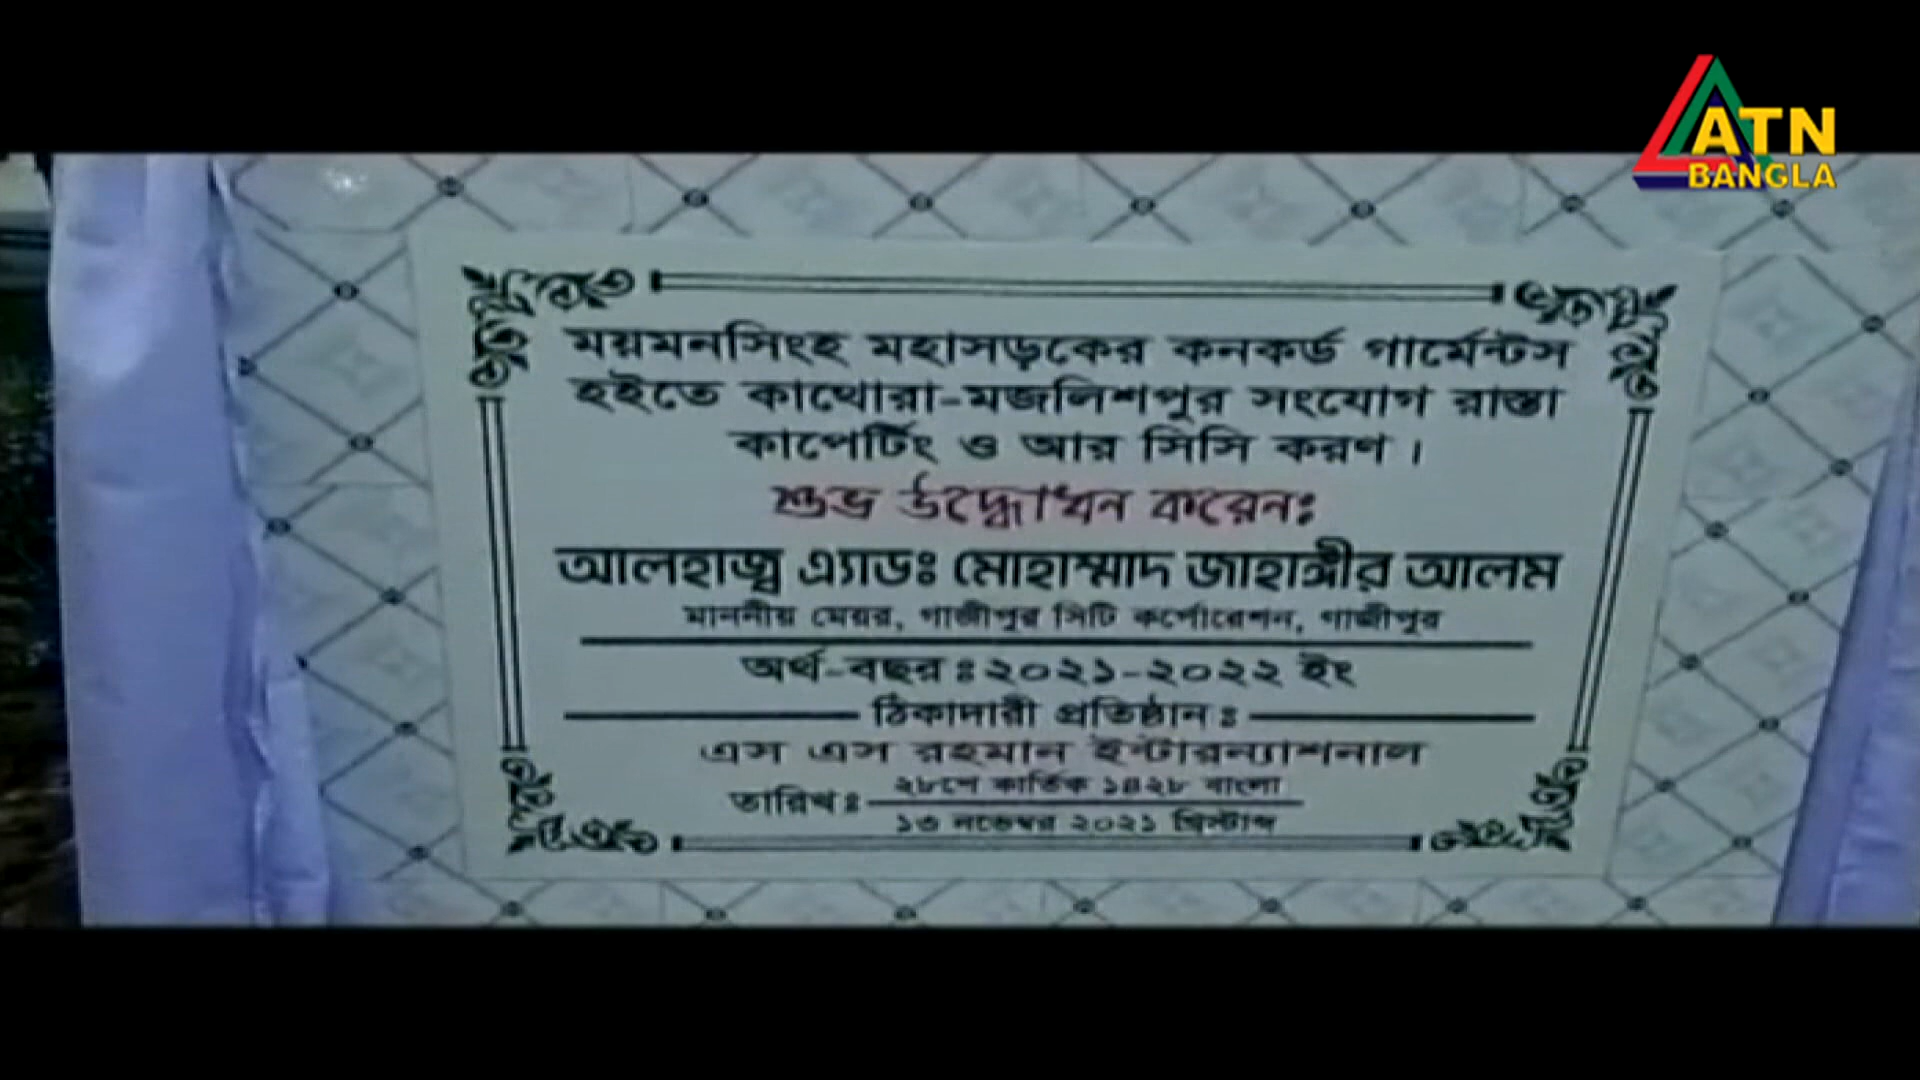 ATN
BANGLA
ময়মনসিংহ মহাসড়কের কনকর্ড গার্মেন্টস
হইতে কাথোরা-মজলিশপুর সংযোগ রাস্তা
কার্পেটিং ও আর সিসি করণ ।
শুভ উদ্ধোধন করেনঃ
আলহাজ্ব এ্যাডঃ মোহাম্মাদ জাহাঙ্গীর আলম
মাননীয় মেয়র, গাজীপুর সিটি কর্পোরেশন, গাজীপুর
অর্থ-বছর ঃ ২০২১-২০২২ ইং
ঠিকাদারী প্রতিষ্ঠান ঃ
এস এস রহমান ইন্টারন্যাশনাল
২৮শে কার্তিক ১৪২৮ বাংলা
তারিখ ঃ
১৩ নভেম্বর ২০২১ খ্রিস্টাব্দ